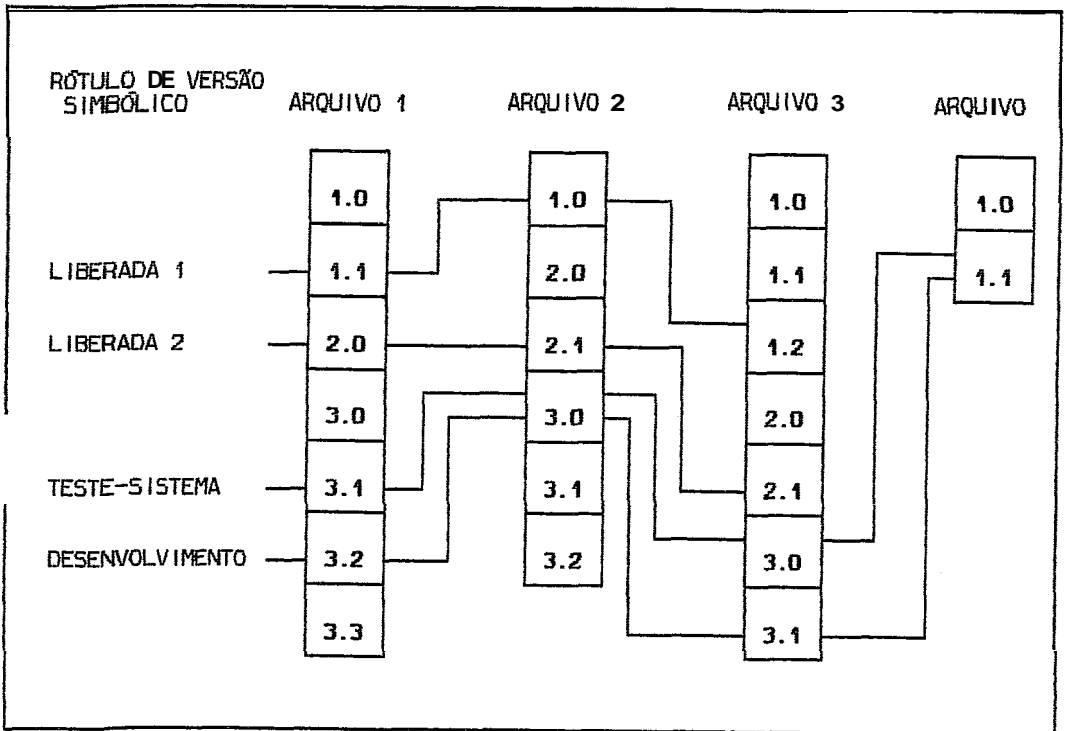 RÓTULO DE VERSÃO
SIMBÓLICO
ARQUIVO 1
ARQUIVO 2
ARQUIVO 3
ARQUIVO
1.0
1.0
1.0
1.0
LIBERADA 1
1.1
2.0
1.1
1.1
LIBERADA 2
2.0
2.1
1.2
3.0
3.0
2.0
TESTE-SISTEMA
3.1
3.1
2.1
DESENVOLVIMENTO
3.2
3.2
3.0
3.3
3.1